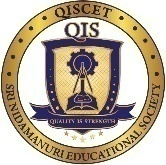 QISCET
QIS
QUALITY IS STRENGTH
SRI NIDAMANURI EDUCATIONAL SOCIETY